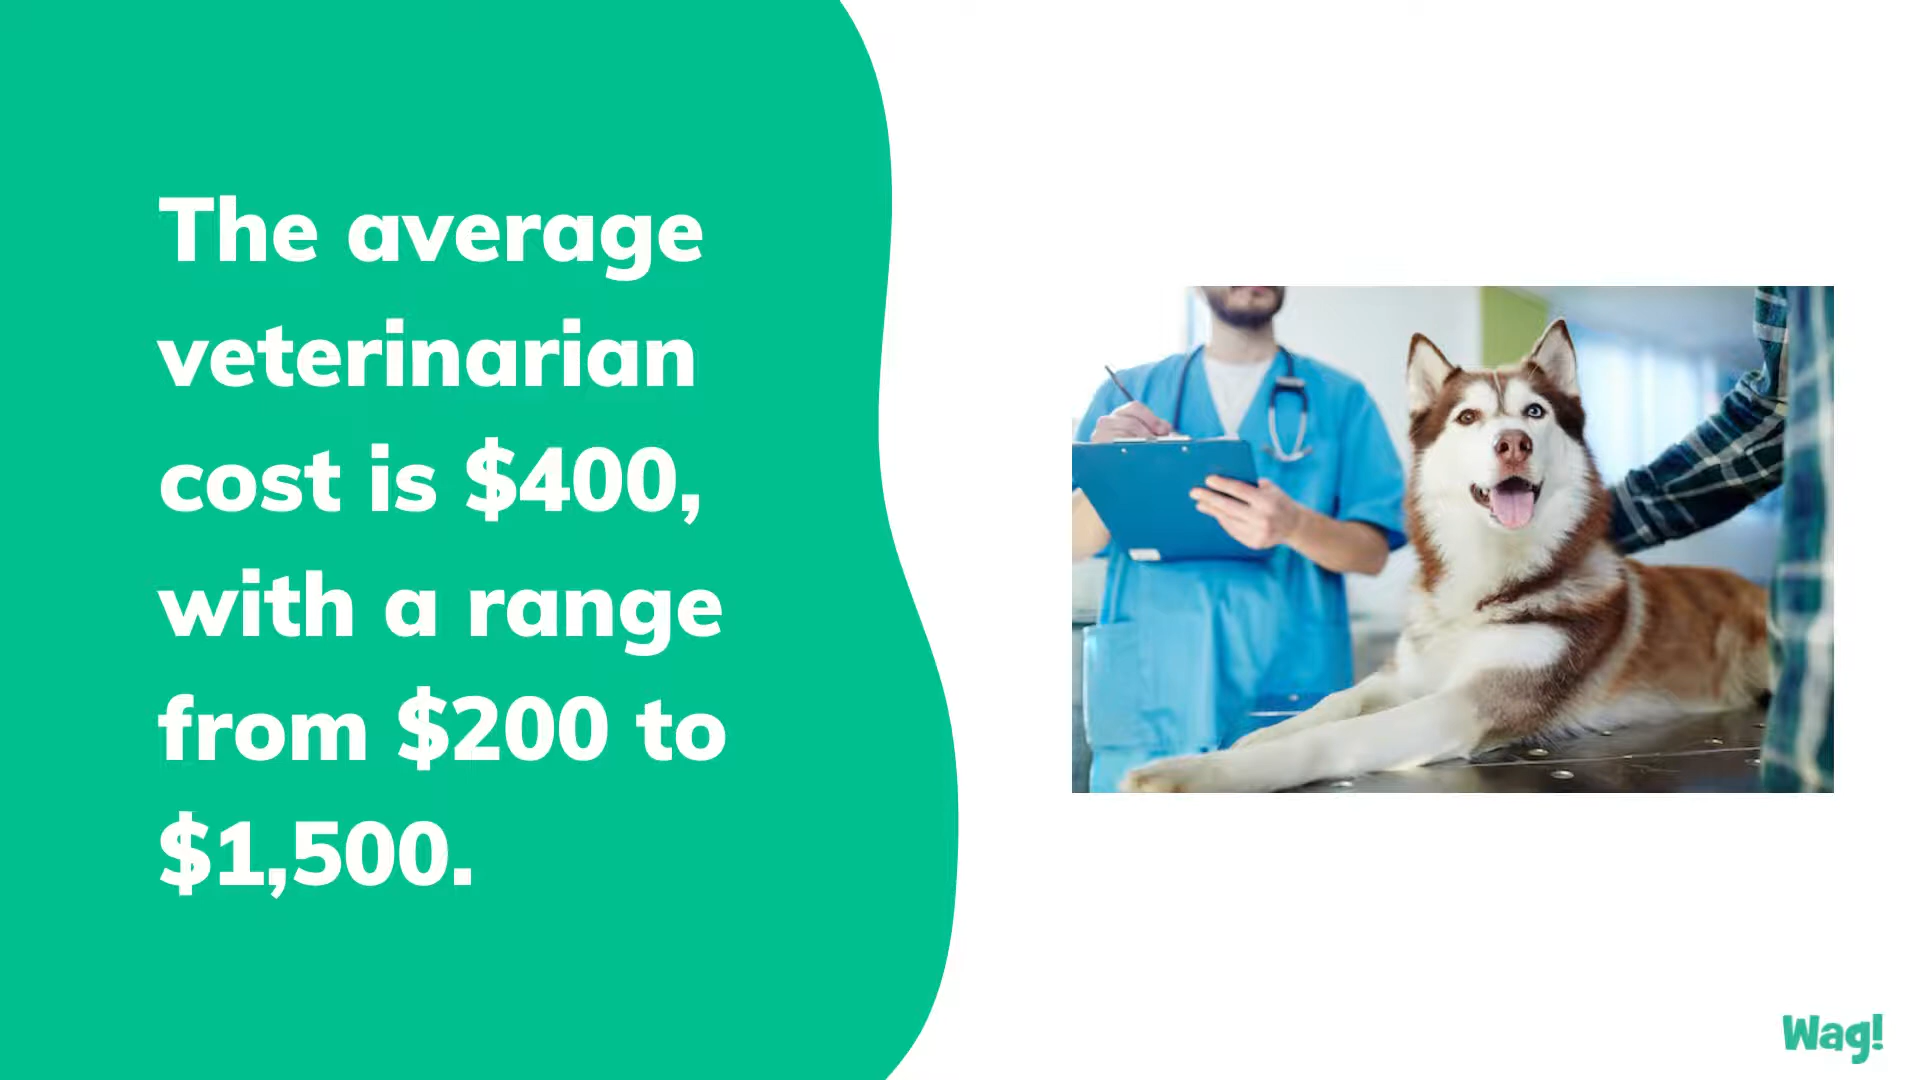 The average
veterinarian
cost is $400,
with a range
from $200 to
$1,500.
Wag!